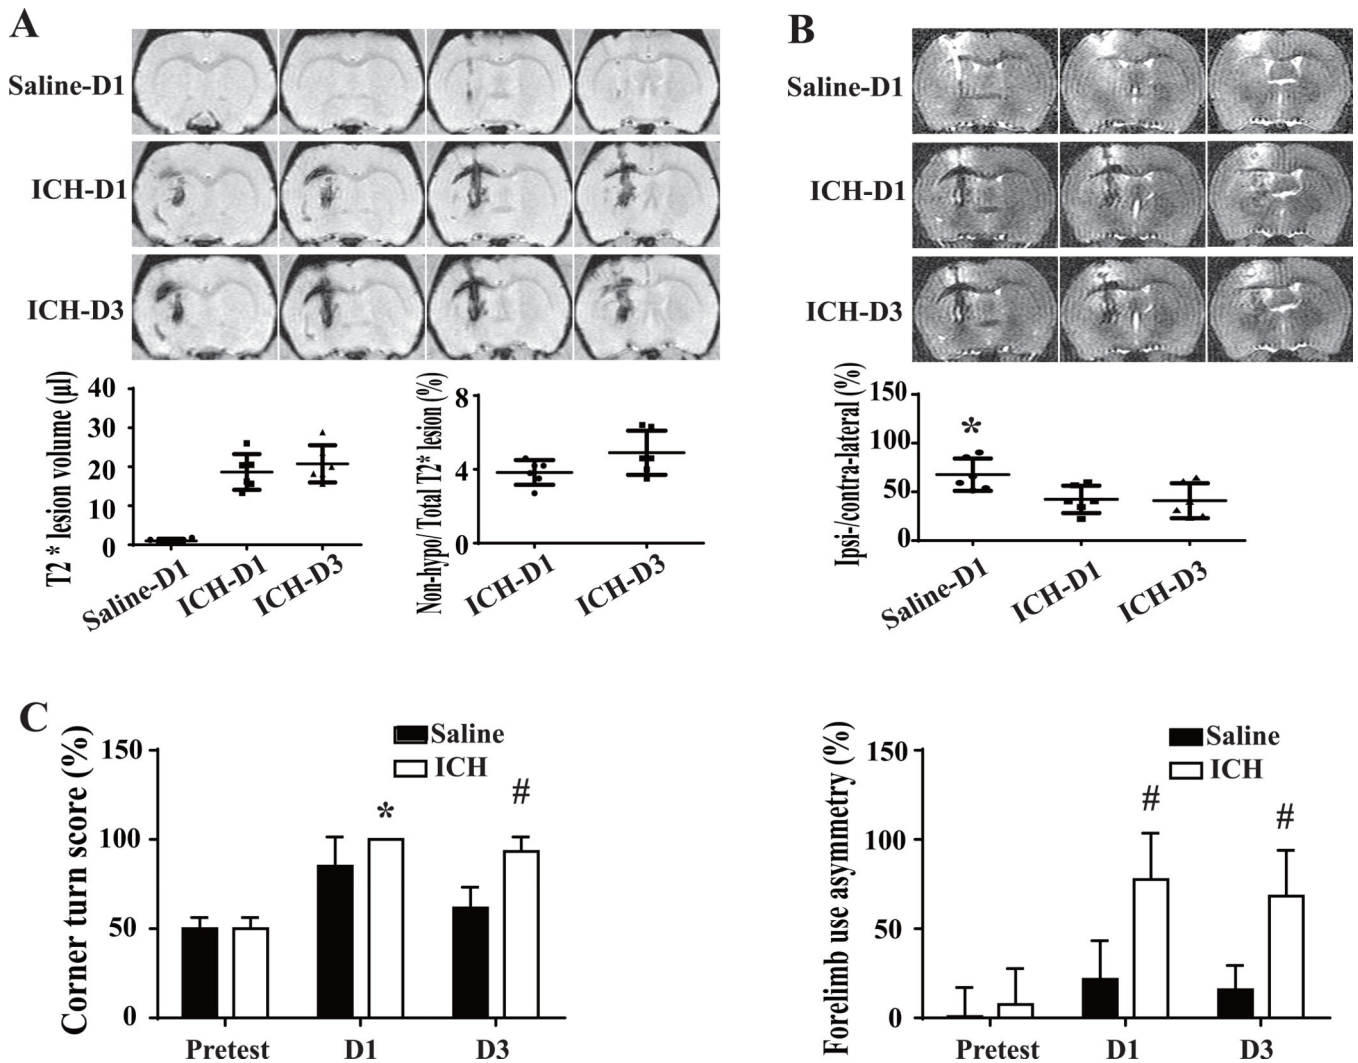 A
Saline-D1
ICH-D1
ICH-D3
T2 * lesion volume (µl)
40
30
20
10
0
Saline-D1
ICH-D1
ICH-D3
Non-hypo/ Total T2* lesion (%)
8
4
0
ICH-D1
ICH-D3
B
Saline-D1
ICH-D1
ICH-D3
Ipsi-/contra-lateral (%)
150
100
50
0
*
Saline-D1
ICH-D1
ICH-D3
C
Corner turn score (%)
150
100
50
0
Saline
ICH
*
#
Pretest
D1
D3
Forelimb use asymmetry (%)
150
100
50
0
Saline
ICH
#
#
Pretest
D1
D3